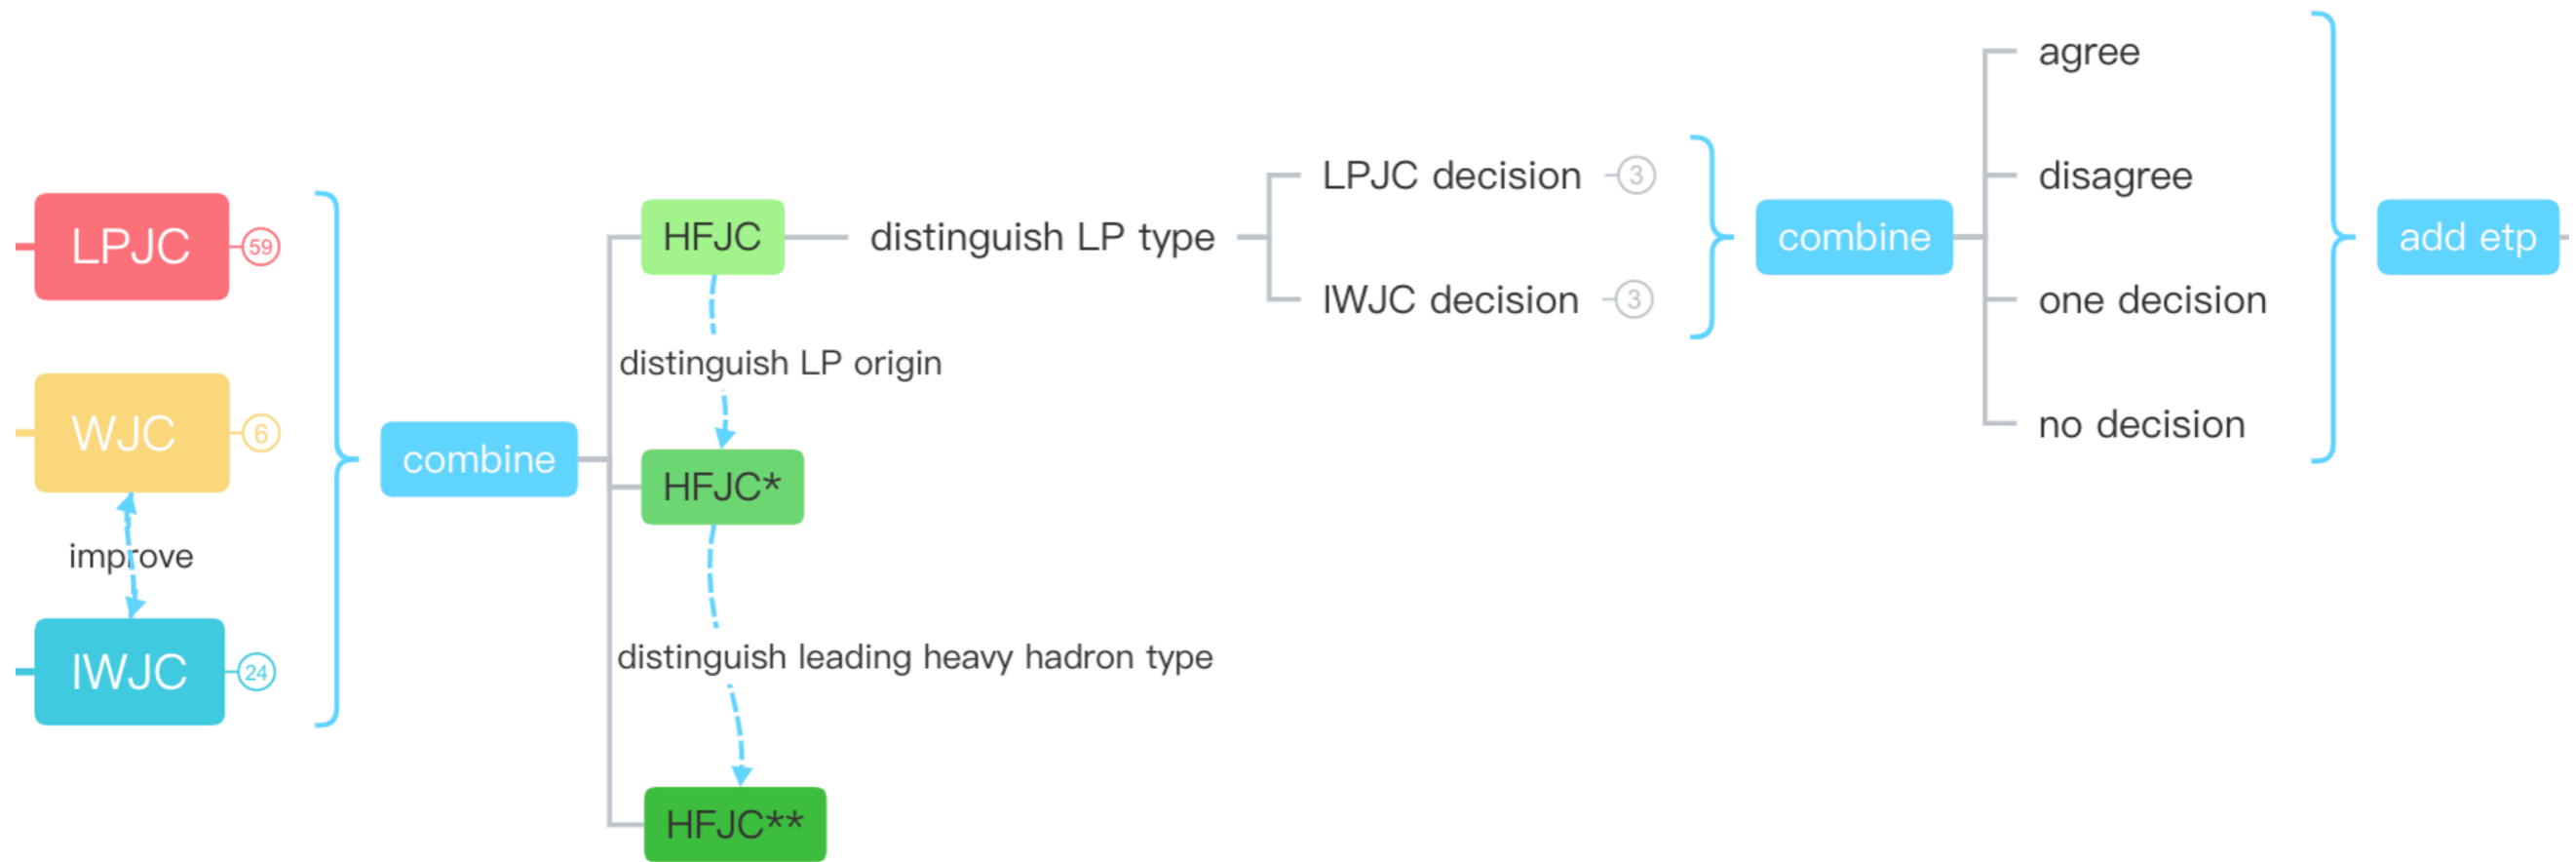 LPJC
59
WJC
6
improve
IWJC
24
combine
HFJC
distinguish LP origin
HFJC*
distinguish leading heavy hadron type
HFJC**
distinguish LP type
LPJC decision
3
IWJC decision
3
combine
agree
disagree
one decision
no decision
add etp